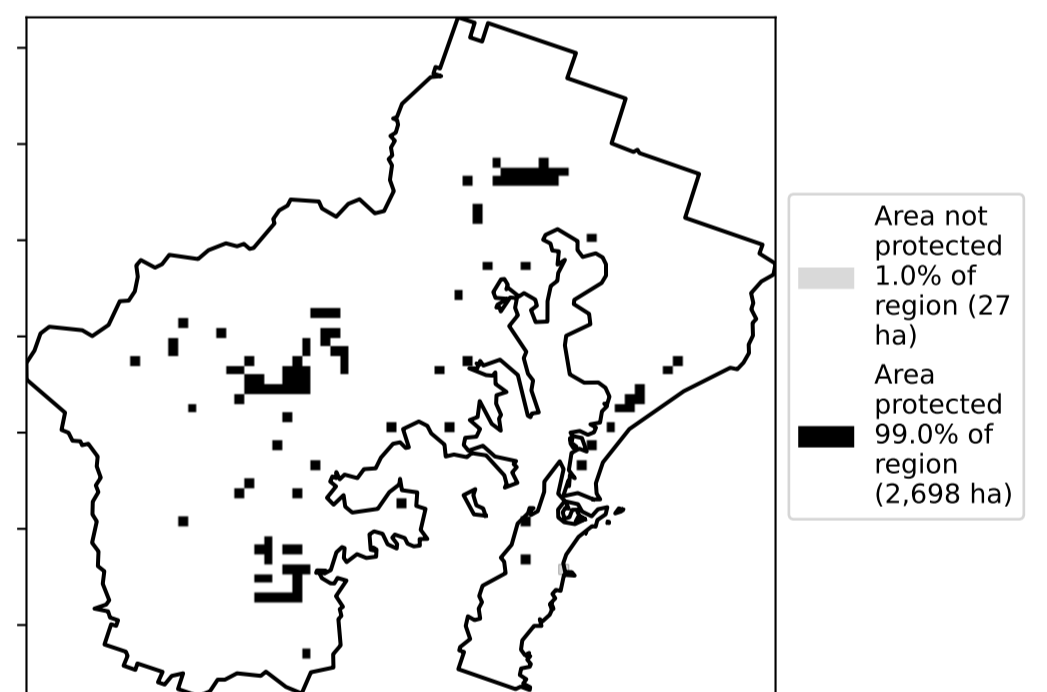 Area not
protected
1.0% of
region (27
ha)
Area
protected
99.0% of
region
(2,698 ha)